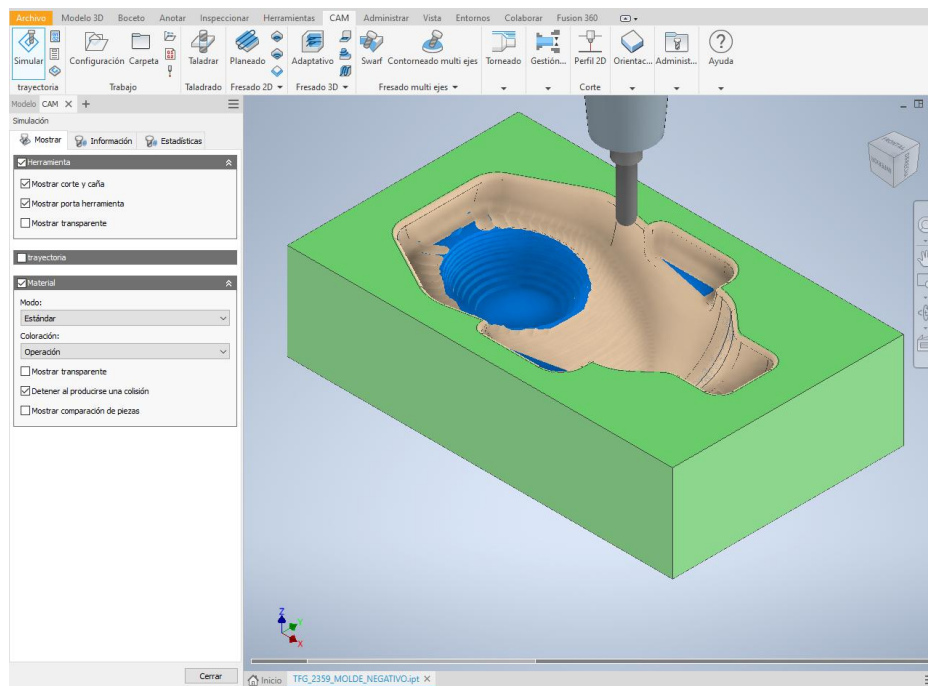 Archivo Modelo 3D Boceto Anotar Inspeccionar Herramientas CAM Administrar Vista Entornos Colaborar Fusion 360
Simular Configuración Carpeta Taladrar Planeado Adaptativo Swarf Contorneado multi ejes Torneado Gestión... Perfil 2D Orientac... Administ... Ayuda
trayectoria Trabajo Taladrado Fresado 2D Fresado 3D Fresado multi ejes Corte
Modelo CAM × +
Simulación
Mostrar Información Estadísticas
Herramienta
Mostrar corte y caña
Mostrar porta herramienta
Mostrar transparente
trayectoria
Material
Modo:
Estándar
Coloración:
Operación
Mostrar transparente
Detener al producirse una colisión
Mostrar comparación de piezas
Z
Y
X
Cerrar
Inicio TFG_2359_MOLDE_NEGATIVO.ipt ×